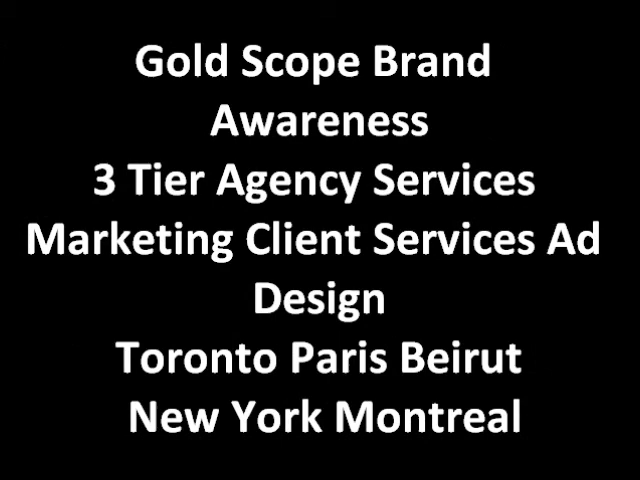 Gold Scope Brand
Awareness
3 Tier Agency Services
Marketing Client Services Ad
Design
Toronto Paris Beirut
New York Montreal